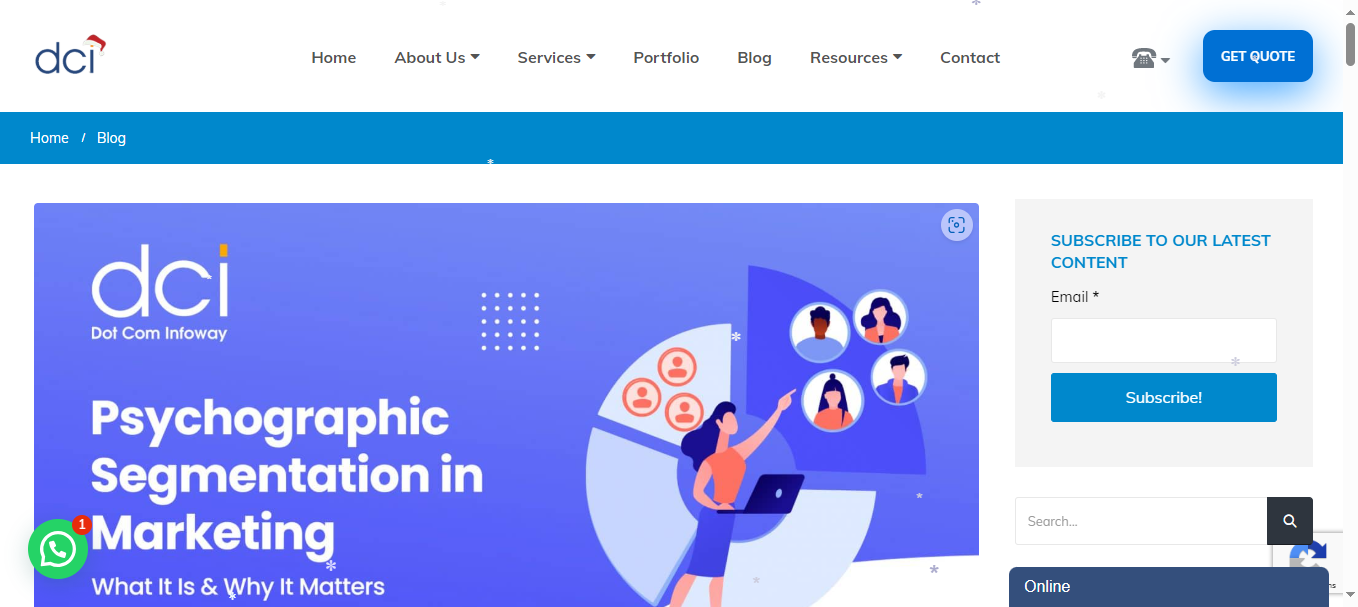 dci
Home
About Us
Services
Portfolio
Blog
Resources
Contact
GET QUOTE
Home / Blog
dci
Dot Com Infoway
Psychographic
Segmentation in
Marketing
What It Is & Why It Matters
SUBSCRIBE TO OUR LATEST
CONTENT
Email *
Subscribe!
Search...
1
Online